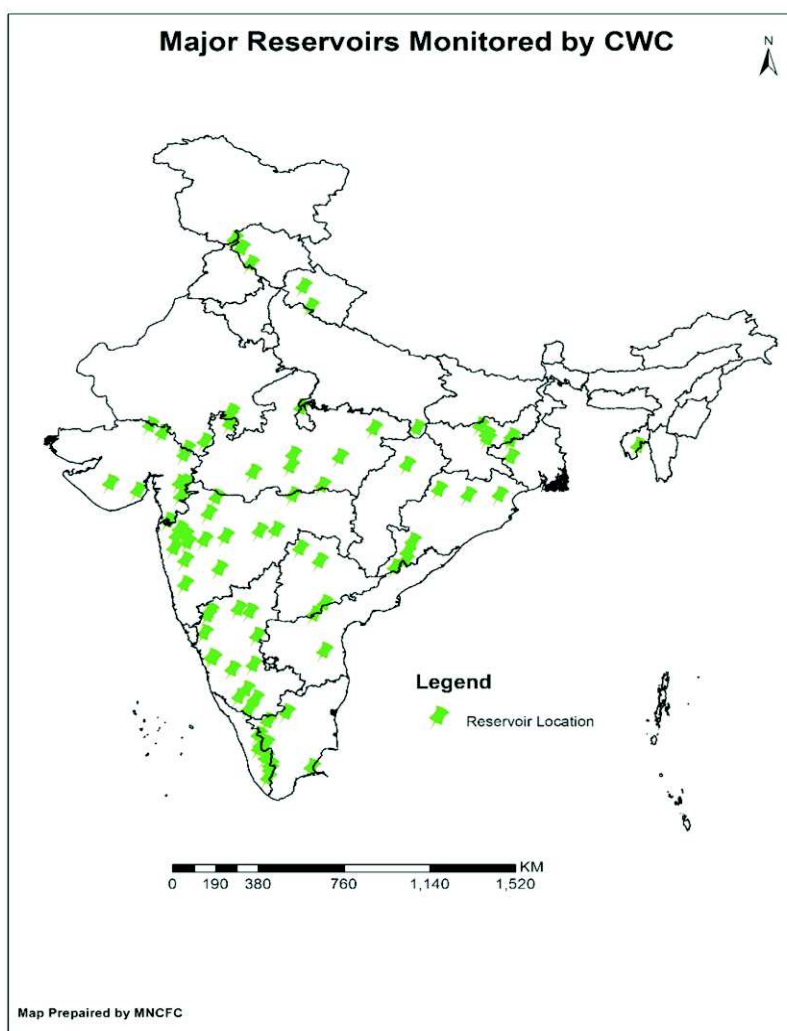 Major Reservoirs Monitored by CWC
N
Legend
Reservoir Location
KM
0 190 380 760 1,140 1,520
Map Prepaired by MNCFC